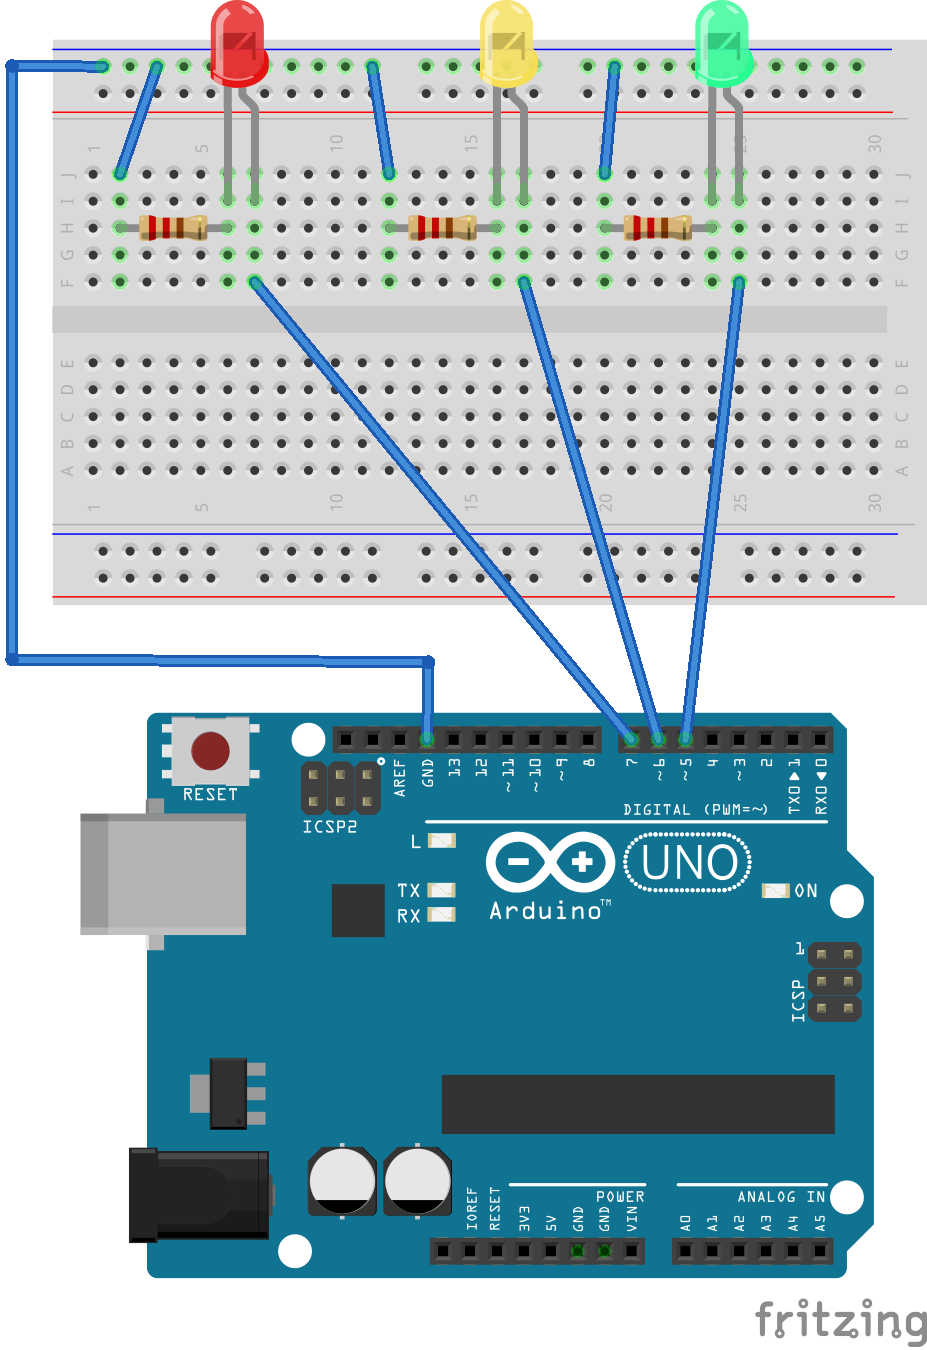 1 5 10 15 20 25 30
J J
I I
H H
G G
F F
E E
D D
C C
B B
A A
1 5 10 15 20 25 30
AREF GND 13 12 ~11 ~10 ~9 8 7 ~6 ~5 4 ~3 2 TX0▶1 RX0◀0
RESET
ICSP2
DIGITAL (PWM=~)
L
TX
RX
UNO
Arduino™
ON
1
ICSP
POWER
ANALOG IN
IOREF RESET 3V3 5V GND GND VIN A0 A1 A2 A3 A4 A5
fritzing